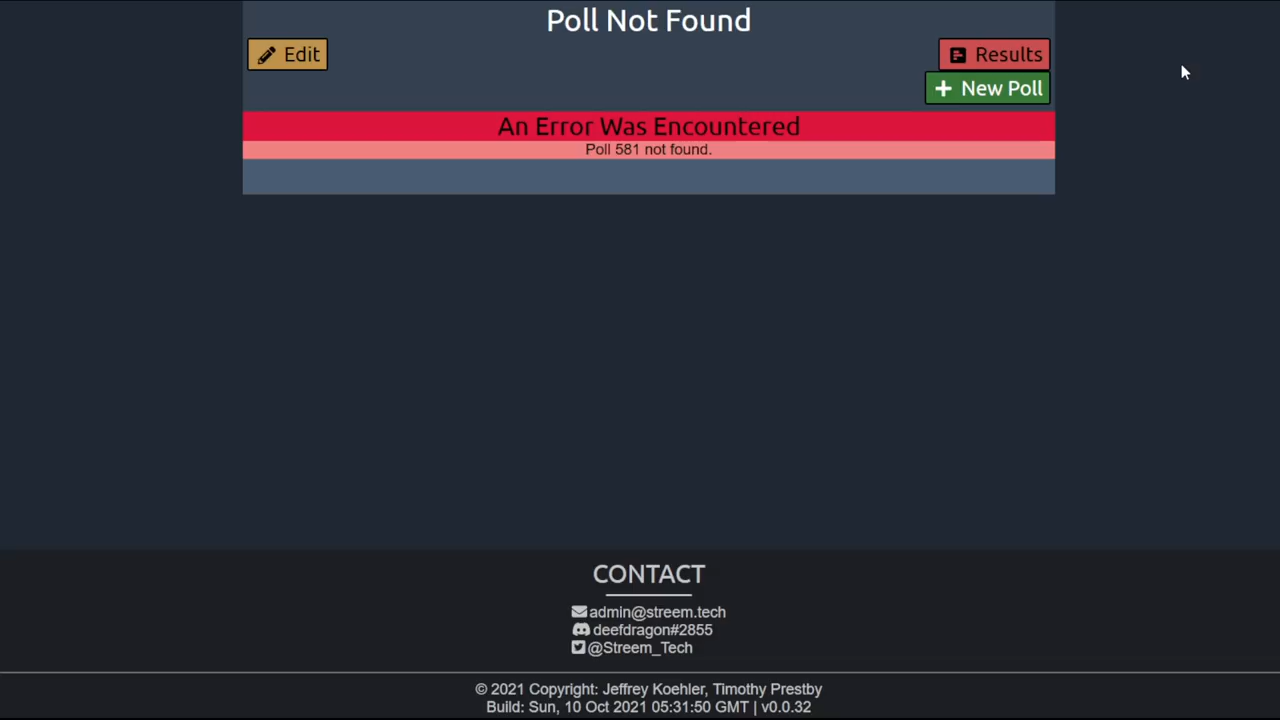 Poll Not Found
Edit
Results
New Poll
An Error Was Encountered
Poll 581 not found.
CONTACT
admin@streem.tech
deefdragon#2855
@Streem_Tech
© 2021 Copyright: Jeffrey Koehler, Timothy Prestby
Build: Sun, 10 Oct 2021 05:31:50 GMT | v0.0.32